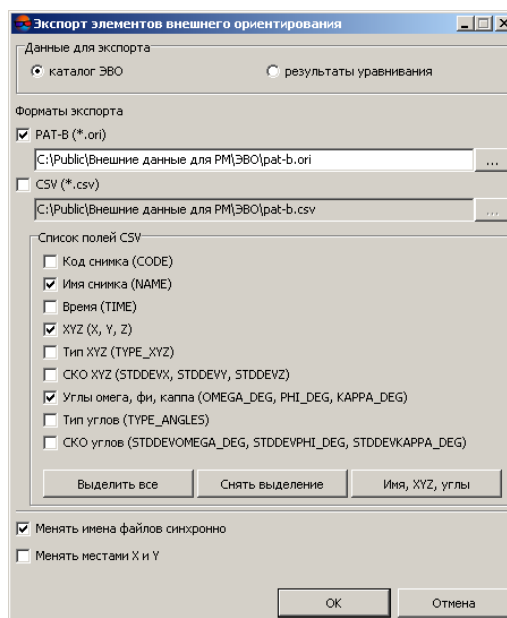 Экспорт элементов внешнего ориентирования
Данные для экспорта
каталог ЭВО
результаты уравнивания
Форматы экспорта
PAT-B (*.ori)
C:\Public\Внешние данные для РМ\ЭВО\pat-b.ori
...
CSV (*.csv)
C:\Public\Внешние данные для РМ\ЭВО\pat-b.csv
...
Список полей CSV
Код снимка (CODE)
Имя снимка (NAME)
Время (TIME)
XYZ (X, Y, Z)
Тип XYZ (TYPE_XYZ)
СКО XYZ (STDDEVX, STDDEVY, STDDEVZ)
Углы омега, фи, каппа (OMEGA_DEG, PHI_DEG, KAPPA_DEG)
Тип углов (TYPE_ANGLES)
СКО углов (STDDEVOMEGA_DEG, STDDEVPHI_DEG, STDDEVKAPPA_DEG)
Выделить все
Снять выделение
Имя, XYZ, углы
Менять имена файлов синхронно
Менять местами X и Y
OK
Отмена